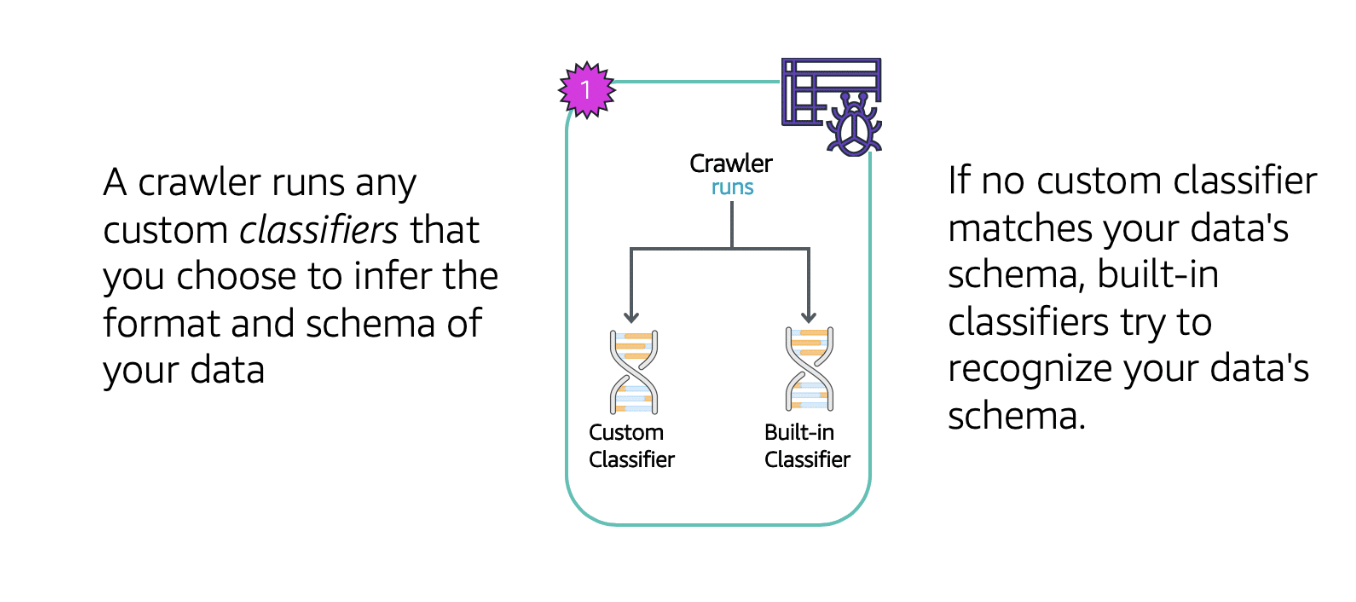 A crawler runs any
custom classifiers that
you choose to infer the
format and schema of
your data
1
Crawler
runs
Custom
Classifier
Built-in
Classifier
If no custom classifier
matches your data's
schema, built-in
classifiers try to
recognize your data's
schema.